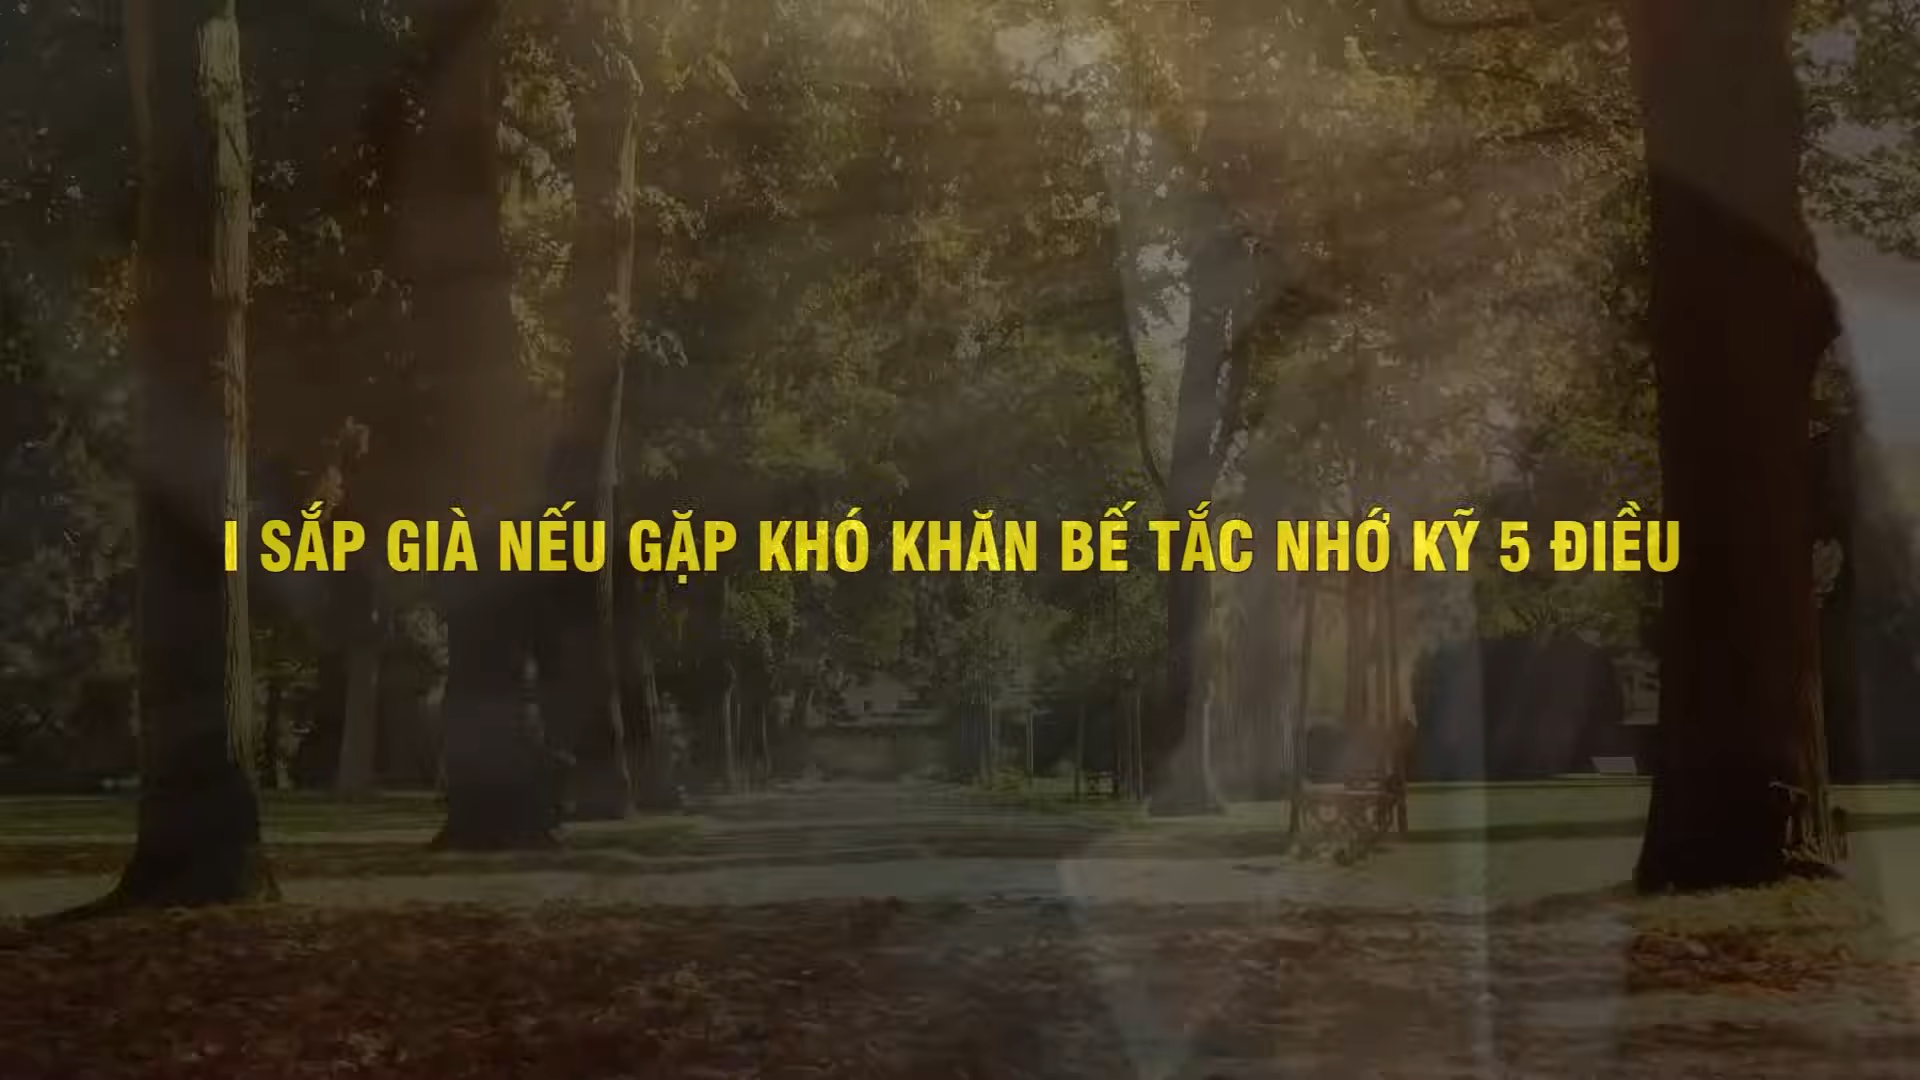 I SẮP GIÀ NẾU GẶP KHÓ KHĂN BẾ TẮC NHỚ KỸ 5 ĐIỀU